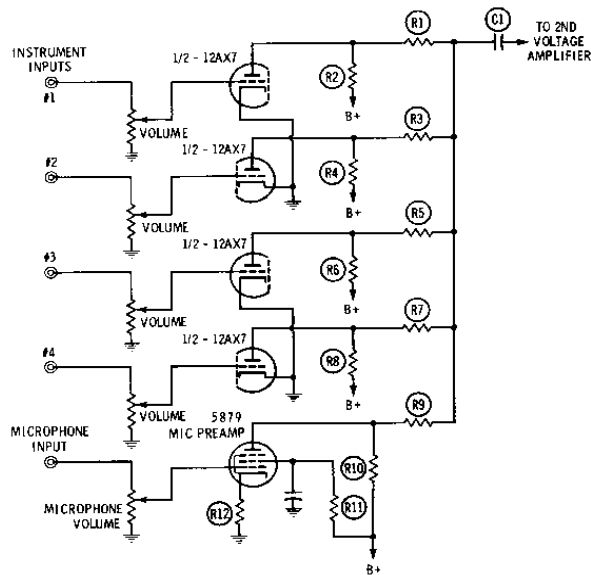 R1
C1
TO 2ND
VOLTAGE
AMPLIFIER
INSTRUMENT
INPUTS
1/2 - 12AX7
R2
#1
VOLUME
B+
1/2 - 12AX7
R3
#2
R4
VOLUME
B+
1/2 - 12AX7
R5
#3
R6
VOLUME
B+
1/2 - 12AX7
R7
#4
R8
VOLUME
B+
5879
MIC PREAMP
R9
MICROPHONE
INPUT
R10
MICROPHONE
VOLUME
R12
R11
B+